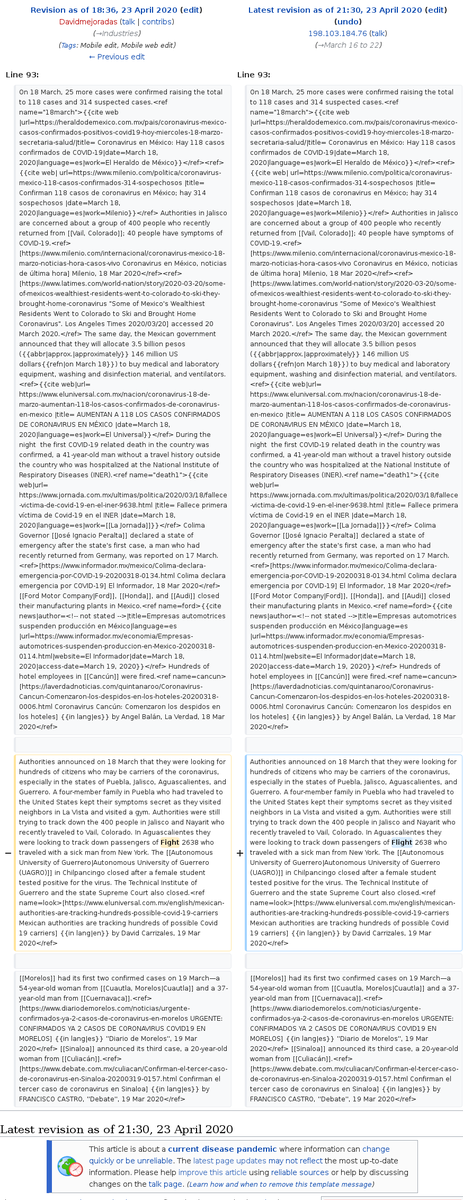 Revision as of 18:36, 23 April 2020 (edit)
Davidmejoradas (talk | contribs)
(→Industries)
(Tags: Mobile edit, Mobile web edit)
← Previous edit
Line 93:
On 18 March, 25 more cases were confirmed raising the total
to 118 cases and 314 suspected cases.<ref
name="18march">{{cite web
|url=https://heraldodemexico.com.mx/pais/coronavirus-mexico-
casos-confirmados-positivos-covid19-hoy-miercoles-18-marzo-
secretaria-salud/|title= Coronavirus en México: Hay 118 casos
confirmados de COVID-19|date=March 18,
2020|language=es|work=El Heraldo de México}}</ref><ref>
{{cite web| url=https://www.milenio.com/politica/coronavirus-
mexico-118-casos-confirmados-314-sospechosos |title=
Confirman 118 casos de coronavirus en México; hay 314
sospechosos |date=March 18,
2020|language=es|work=Milenio}}</ref> Authorities in Jalisco
are concerned about a group of 400 people who recently
returned from [[Vail, Colorado]]; 40 people have symptoms of
COVID-19.<ref>
[https://www.milenio.com/internacional/coronavirus-mexico-18-
marzo-noticias-hora-casos-vivo Coronavirus en México, noticias
de última hora] Milenio, 18 Mar 2020</ref><ref>
[https://www.latimes.com/world-nation/story/2020-03-20/some-
of-mexicos-wealthiest-residents-went-to-colorado-to-ski-they-
brought-home-coronavirus "Some of Mexico's Wealthiest
Residents Went to Colorado to Ski and Brought Home
Coronavirus". Los Angeles Times 2020/03/20] accessed 20
March 2020.</ref> The same day, the Mexican government
announced that they will allocate 3.5 billion pesos
({{abbr|approx.|approximately}} 146 million US
dollars{{refn|on March 18}}) to buy medical and laboratory
equipment, washing and disinfection material, and ventilators.
<ref>{{cite web|url=
https://www.eluniversal.com.mx/nacion/coronavirus-18-de-
marzo-aumentan-118-los-casos-confirmados-de-coronavirus-
en-mexico |title= AUMENTAN A 118 LOS CASOS CONFIRMADOS
DE CORONAVIRUS EN MÉXICO |date=March 18,
2020|language=es|work=El Universal}}</ref> During the
night the first COVID-19 related death in the country was
confirmed, a 41-year-old man without a travel history outside
the country who was hospitalized at the National Institute of
Respiratory Diseases (INER).<ref name="death1">{{cite
web|url=
https://www.jornada.com.mx/ultimas/politica/2020/03/18/fallece
-victima-de-covid-19-en-el-iner-9638.html |title= Fallece primera
víctima de Covid-19 en el INER |date=March 18,
2020|language=es|work=[[La Jornada]]}}</ref> Colima
Governor [[José Ignacio Peralta]] declared a state of
emergency after the state's first case, a man who had
recently returned from Germany, was reported on 17 March.
<ref>[https://www.informador.mx/mexico/Colima-declara-
emergencia-por-COVID-19-20200318-0134.html Colima declara
emergencia por COVID-19] El Informador, 18 Mar 2020</ref>
[[Ford Motor Company|Ford]], [[Honda]], and [[Audi]] closed
their manufacturing plants in Mexico.<ref name=ford>{{cite
news|author=<!-- not stated -->|title=Empresas automotrices
suspenden producción en México|language=es
|url=https://www.informador.mx/economia/Empresas-
automotrices-suspenden-produccion-en-Mexico-20200318-
0114.html|website=El Informador|date=March 18,
2020|access-date=March 19, 2020}}</ref> Hundreds of
hotel employees in [[Cancún]] were fired.<ref name=cancun>
[https://laverdadnoticias.com/quintanaroo/Coronavirus-
Cancun-Comenzaron-los-despidos-en-los-hoteles-20200318-
0006.html Coronavirus Cancún: Comenzaron los despidos en
los hoteles] {{in lang|es}} by Angel Balán, La Verdad, 18 Mar
2020</ref>
− Authorities announced on 18 March that they were looking for
hundreds of citizens who may be carriers of the coronavirus,
especially in the states of Puebla, Jalisco, Aguascalientes, and
Guerrero. A four-member family in Puebla who had traveled to
the United States kept their symptoms secret as they visited
neighbors in La Vista and visited a gym. Authorities were still
trying to track down the 400 people in Jalisco and Nayarit who
recently traveled to Vail, Colorado. In Aguascalientes they
were looking to track down passengers of Fight 2638 who
traveled with a sick man from New York. The [[Autonomous
University of Guerrero|Autonomous University of Guerrero
(UAGRO)]] in Chilpancingo closed after a female student
tested positive for the virus. The Technical Institute of
Guerrero and the state Supreme Court also closed.<ref
name=look>[https://www.eluniversal.com.mx/english/mexican-
authorities-are-tracking-hundreds-possible-covid-19-carriers
Mexican authorities are tracking hundreds of possible Covid
19 carriers] {{in lang|es}} by David Carrizales, 19 Mar
2020</ref>
[[Morelos]] had its first two confirmed cases on 19 March—a
54-year-old woman from [[Cuautla, Morelos|Cuautla]] and a 37-
year-old man from [[Cuernavaca]].<ref>
[https://www.diariodemorelos.com/noticias/urgente-
confirmados-ya-2-casos-de-coronavirus-en-morelos URGENTE:
CONFIRMADOS YA 2 CASOS DE CORONAVIRUS COVID19 EN
MORELOS] {{in lang|es}} "Diario de Morelos", 19 Mar
2020</ref> [[Sinaloa]] announced its third case, a 20-year-old
woman from [[Culiacán]].<ref>
[https://www.debate.com.mx/culiacan/Confirman-el-tercer-caso-
de-coronavirus-en-Sinaloa-20200319-0157.html Confirman el
tercer caso de coronavirus en Sinaloa] {{in lang|es}} by
FRANCISCO CASTRO, "Debate", 19 Mar 2020</ref>
Latest revision as of 21:30, 23 April 2020 (edit)
(undo)
198.103.184.76 (talk)
(→March 16 to 22)
Line 93:
On 18 March, 25 more cases were confirmed raising the total
to 118 cases and 314 suspected cases.<ref
name="18march">{{cite web
|url=https://heraldodemexico.com.mx/pais/coronavirus-mexico-
casos-confirmados-positivos-covid19-hoy-miercoles-18-marzo-
secretaria-salud/|title= Coronavirus en México: Hay 118 casos
confirmados de COVID-19|date=March 18,
2020|language=es|work=El Heraldo de México}}</ref><ref>
{{cite web| url=https://www.milenio.com/politica/coronavirus-
mexico-118-casos-confirmados-314-sospechosos |title=
Confirman 118 casos de coronavirus en México; hay 314
sospechosos |date=March 18,
2020|language=es|work=Milenio}}</ref> Authorities in Jalisco
are concerned about a group of 400 people who recently
returned from [[Vail, Colorado]]; 40 people have symptoms of
COVID-19.<ref>
[https://www.milenio.com/internacional/coronavirus-mexico-18-
marzo-noticias-hora-casos-vivo Coronavirus en México, noticias
de última hora] Milenio, 18 Mar 2020</ref><ref>
[https://www.latimes.com/world-nation/story/2020-03-20/some-
of-mexicos-wealthiest-residents-went-to-colorado-to-ski-they-
brought-home-coronavirus "Some of Mexico's Wealthiest
Residents Went to Colorado to Ski and Brought Home
Coronavirus". Los Angeles Times 2020/03/20] accessed 20
March 2020.</ref> The same day, the Mexican government
announced that they will allocate 3.5 billion pesos
({{abbr|approx.|approximately}} 146 million US
dollars{{refn|on March 18}}) to buy medical and laboratory
equipment, washing and disinfection material, and ventilators.
<ref>{{cite web|url=
https://www.eluniversal.com.mx/nacion/coronavirus-18-de-
marzo-aumentan-118-los-casos-confirmados-de-coronavirus-
en-mexico |title= AUMENTAN A 118 LOS CASOS CONFIRMADOS
DE CORONAVIRUS EN MÉXICO |date=March 18,
2020|language=es|work=El Universal}}</ref> During the
night the first COVID-19 related death in the country was
confirmed, a 41-year-old man without a travel history outside
the country who was hospitalized at the National Institute of
Respiratory Diseases (INER).<ref name="death1">{{cite
web|url=
https://www.jornada.com.mx/ultimas/politica/2020/03/18/fallece
-victima-de-covid-19-en-el-iner-9638.html |title= Fallece primera
víctima de Covid-19 en el INER |date=March 18,
2020|language=es|work=[[La Jornada]]}}</ref> Colima
Governor [[José Ignacio Peralta]] declared a state of
emergency after the state's first case, a man who had
recently returned from Germany, was reported on 17 March.
<ref>[https://www.informador.mx/mexico/Colima-declara-
emergencia-por-COVID-19-20200318-0134.html Colima declara
emergencia por COVID-19] El Informador, 18 Mar 2020</ref>
[[Ford Motor Company|Ford]], [[Honda]], and [[Audi]] closed
their manufacturing plants in Mexico.<ref name=ford>{{cite
news|author=<!-- not stated -->|title=Empresas automotrices
suspenden producción en México|language=es
|url=https://www.informador.mx/economia/Empresas-
automotrices-suspenden-produccion-en-Mexico-20200318-
0114.html|website=El Informador|date=March 18,
2020|access-date=March 19, 2020}}</ref> Hundreds of
hotel employees in [[Cancún]] were fired.<ref name=cancun>
[https://laverdadnoticias.com/quintanaroo/Coronavirus-
Cancun-Comenzaron-los-despidos-en-los-hoteles-20200318-
0006.html Coronavirus Cancún: Comenzaron los despidos en
los hoteles] {{in lang|es}} by Angel Balán, La Verdad, 18 Mar
2020</ref>
+ Authorities announced on 18 March that they were looking for
hundreds of citizens who may be carriers of the coronavirus,
especially in the states of Puebla, Jalisco, Aguascalientes, and
Guerrero. A four-member family in Puebla who had traveled to
the United States kept their symptoms secret as they visited
neighbors in La Vista and visited a gym. Authorities were still
trying to track down the 400 people in Jalisco and Nayarit who
recently traveled to Vail, Colorado. In Aguascalientes they
were looking to track down passengers of Flight 2638 who
traveled with a sick man from New York. The [[Autonomous
University of Guerrero|Autonomous University of Guerrero
(UAGRO)]] in Chilpancingo closed after a female student
tested positive for the virus. The Technical Institute of
Guerrero and the state Supreme Court also closed.<ref
name=look>[https://www.eluniversal.com.mx/english/mexican-
authorities-are-tracking-hundreds-possible-covid-19-carriers
Mexican authorities are tracking hundreds of possible Covid
19 carriers] {{in lang|es}} by David Carrizales, 19 Mar
2020</ref>
[[Morelos]] had its first two confirmed cases on 19 March—a
54-year-old woman from [[Cuautla, Morelos|Cuautla]] and a 37-
year-old man from [[Cuernavaca]].<ref>
[https://www.diariodemorelos.com/noticias/urgente-
confirmados-ya-2-casos-de-coronavirus-en-morelos URGENTE:
CONFIRMADOS YA 2 CASOS DE CORONAVIRUS COVID19 EN
MORELOS] {{in lang|es}} "Diario de Morelos", 19 Mar
2020</ref> [[Sinaloa]] announced its third case, a 20-year-old
woman from [[Culiacán]].<ref>
[https://www.debate.com.mx/culiacan/Confirman-el-tercer-caso-
de-coronavirus-en-Sinaloa-20200319-0157.html Confirman el
tercer caso de coronavirus en Sinaloa] {{in lang|es}} by
FRANCISCO CASTRO, "Debate", 19 Mar 2020</ref>
Latest revision as of 21:30, 23 April 2020
This article is about a current disease pandemic where information can change
quickly or be unreliable. The latest page updates may not reflect the most up-to-date
information. Please help improve this article using reliable sources or help by discussing
changes on the talk page. (Learn how and when to remove this template message)